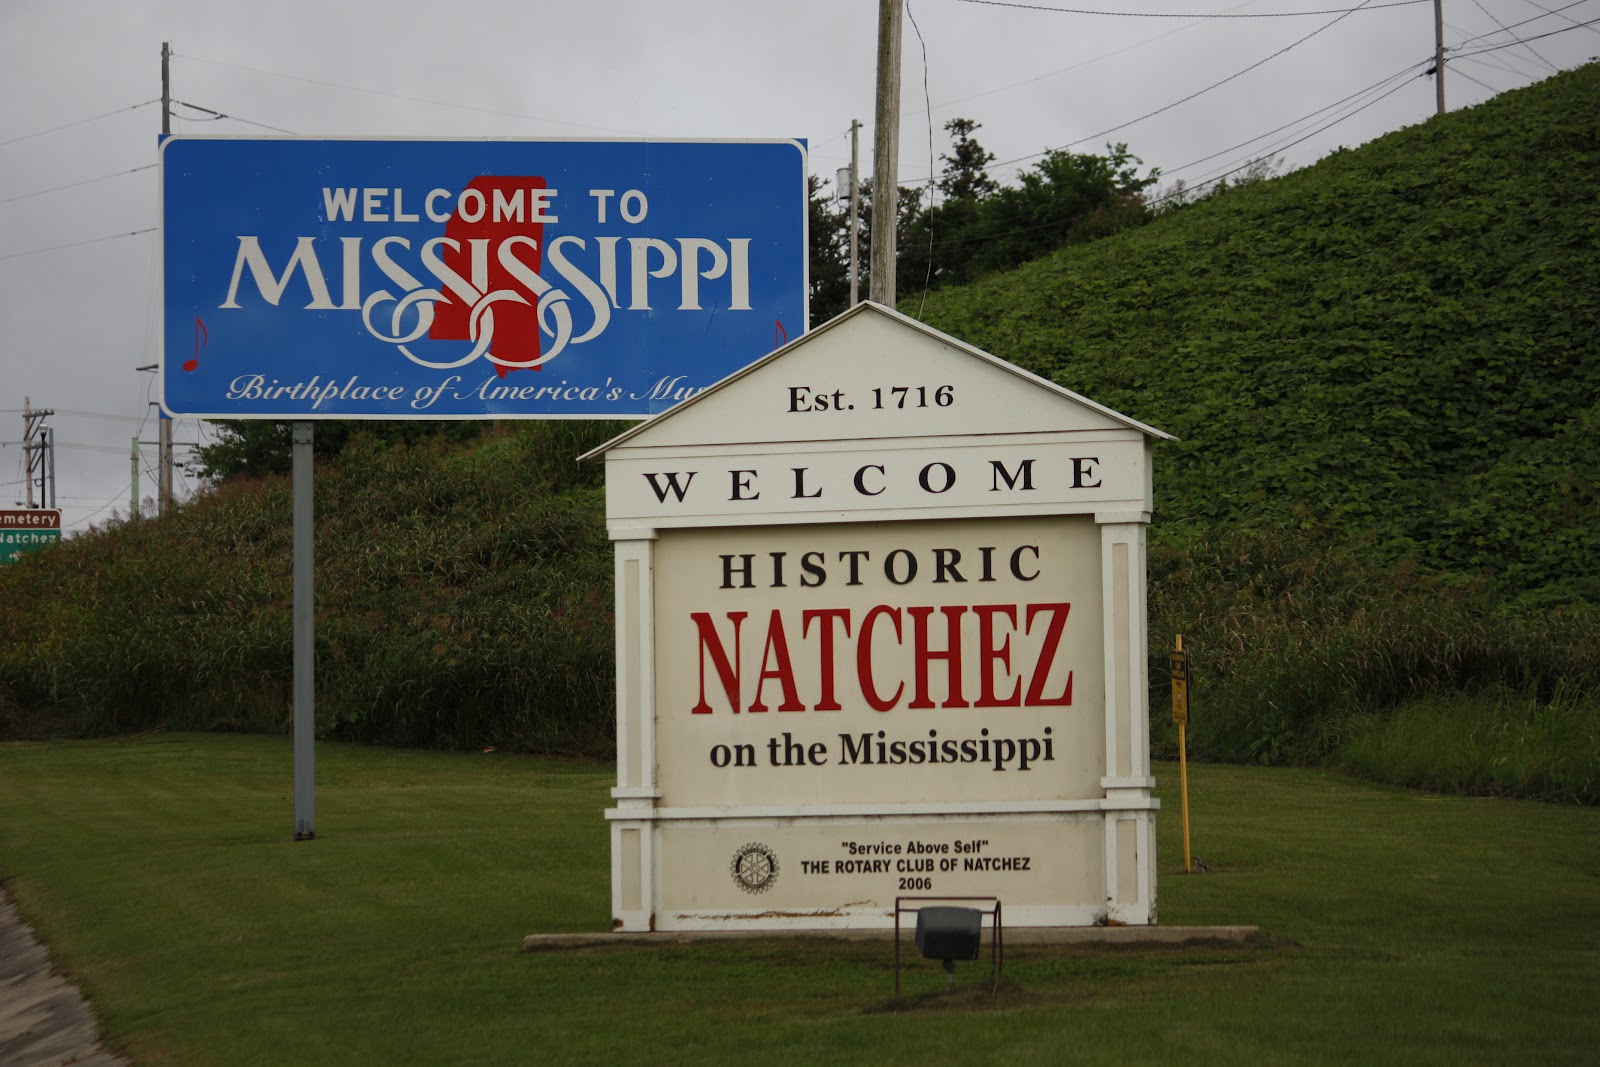 WELCOME TO
MISSISSIPPI
Birthplace of America's
Est. 1716
WELCOME
HISTORIC
NATCHEZ
on the Mississippi
"Service Above Self"
THE ROTARY CLUB OF NATCHEZ
2006
emetery
Natchez